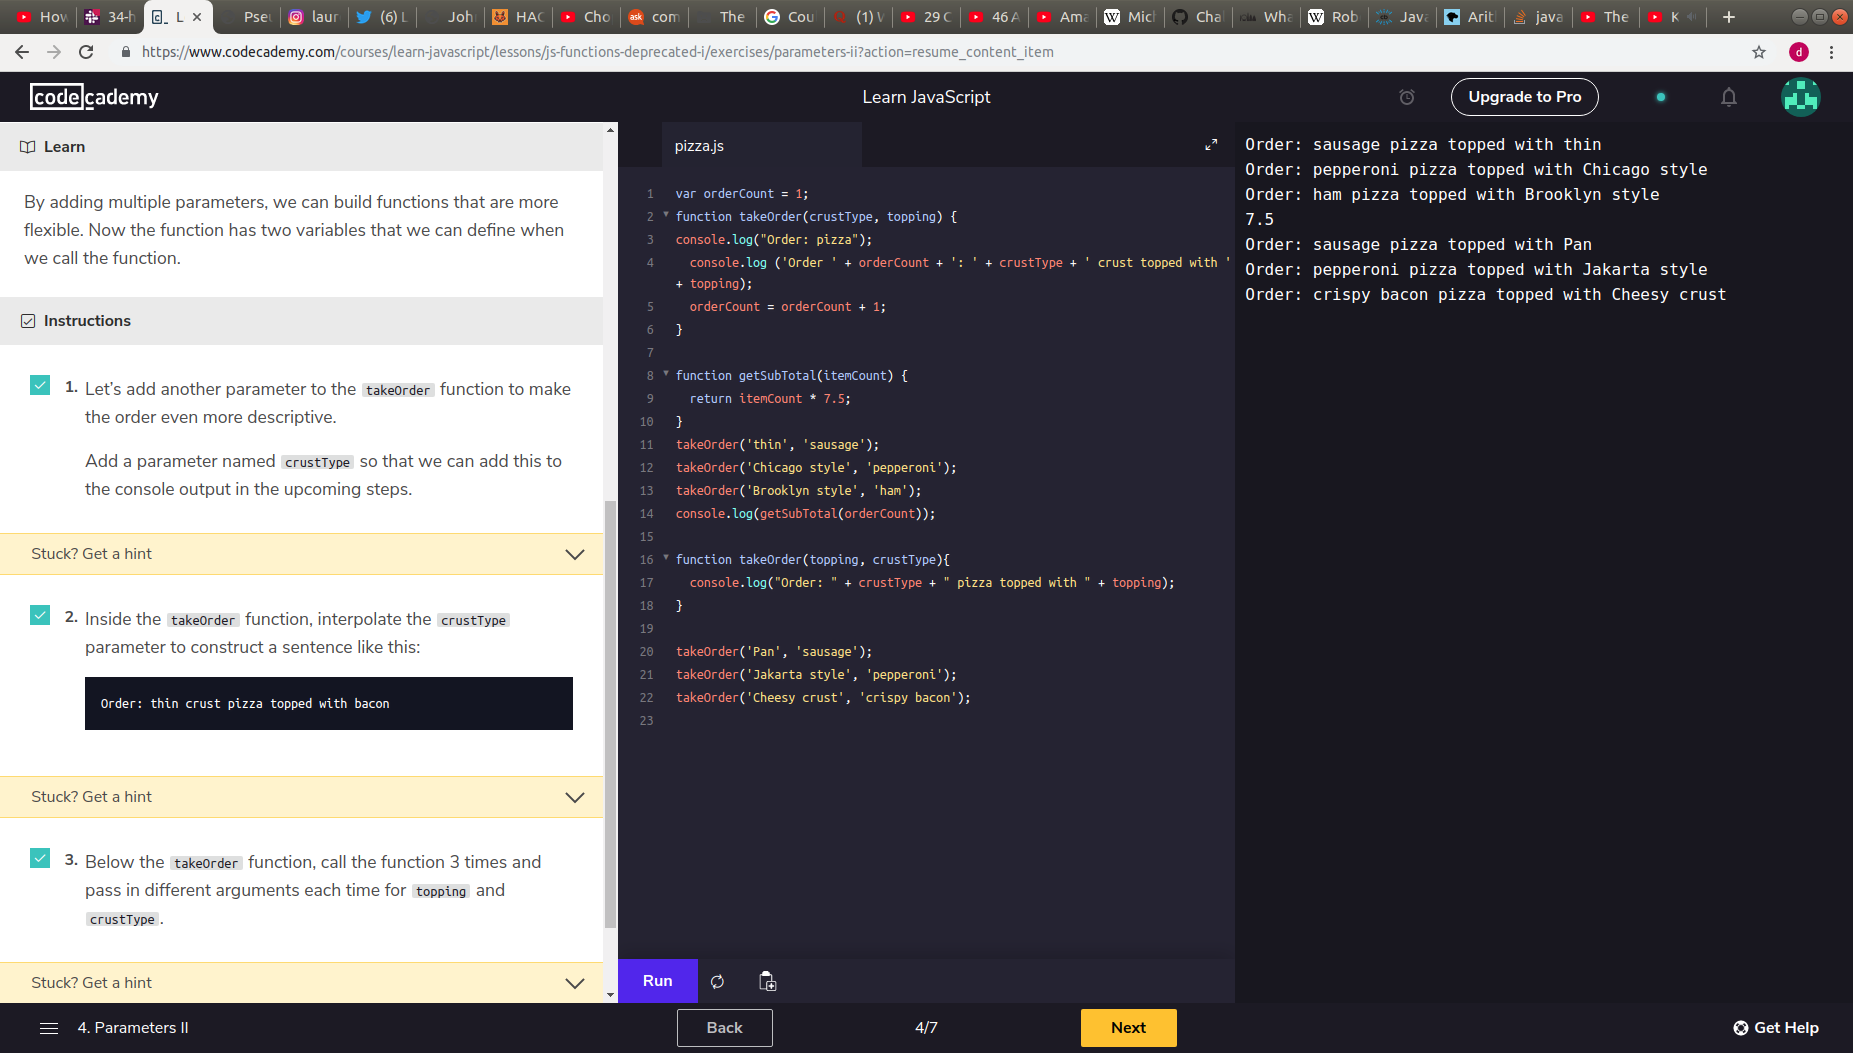 How
34-h
L
Pseu
laur
(6) L
Joh
HAC
Cho
ask
com
The
Cou
(1) W
29 C
46 A
Ama
W
Mic
Cha
Wha
W
Rob
Java
Arit
java
The
K
https://www.codecademy.com/courses/learn-javascript/lessons/js-functions-deprecated-i/exercises/parameters-ii?action=resume_content_item
d
codecademy
Learn JavaScript
Upgrade to Pro
Learn
By adding multiple parameters, we can build functions that are more
flexible. Now the function has two variables that we can define when
we call the function.
Instructions
1. Let's add another parameter to the takeOrder function to make
the order even more descriptive.
Add a parameter named crustType so that we can add this to
the console output in the upcoming steps.
Stuck? Get a hint
2. Inside the takeOrder function, interpolate the crustType
parameter to construct a sentence like this:
Order: thin crust pizza topped with bacon
Stuck? Get a hint
3. Below the takeOrder function, call the function 3 times and
pass in different arguments each time for topping and
crustType.
Stuck? Get a hint
pizza.js
1 var orderCount = 1;
2 function takeOrder(crustType, topping) {
3 console.log("Order: pizza");
4 console.log ('Order ' + orderCount + ': ' + crustType + ' crust topped with '
+ topping);
5 orderCount = orderCount + 1;
6 }
7
8 function getSubTotal(itemCount) {
9 return itemCount * 7.5;
10 }
11 takeOrder('thin', 'sausage');
12 takeOrder('Chicago style', 'pepperoni');
13 takeOrder('Brooklyn style', 'ham');
14 console.log(getSubTotal(orderCount));
15
16 function takeOrder(topping, crustType){
17 console.log("Order: " + crustType + " pizza topped with " + topping);
18 }
19
20 takeOrder('Pan', 'sausage');
21 takeOrder('Jakarta style', 'pepperoni');
22 takeOrder('Cheesy crust', 'crispy bacon');
23
Run
Order: sausage pizza topped with thin
Order: pepperoni pizza topped with Chicago style
Order: ham pizza topped with Brooklyn style
7.5
Order: sausage pizza topped with Pan
Order: pepperoni pizza topped with Jakarta style
Order: crispy bacon pizza topped with Cheesy crust
4. Parameters II
Back
4/7
Next
Get Help